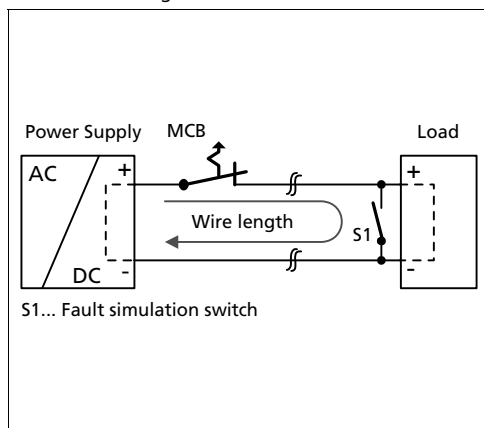 Power Supply
MCB
Load
AC
+
+
Wire length
S1
DC
-
-
S1... Fault simulation switch